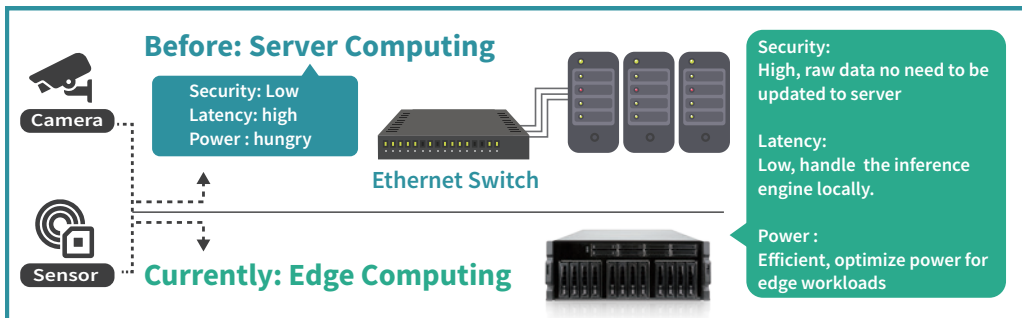 Before: Server Computing
Security: Low
Latency: high
Power : hungry
Camera
Ethernet Switch
Sensor
Currently: Edge Computing
Security:
High, raw data no need to be
updated to server
Latency:
Low, handle the inference
engine locally.
Power :
Efficient, optimize power for
edge workloads